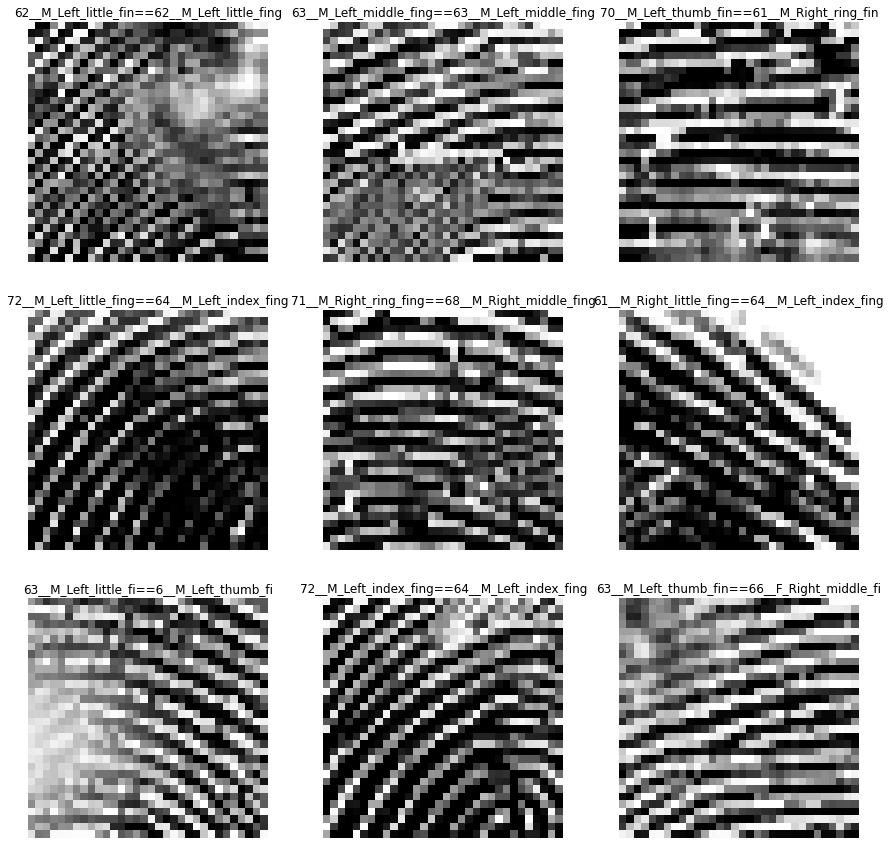 62__M_Left_little_fin==62__M_Left_little_fing
63__M_Left_middle_fing==63__M_Left_middle_fing
70__M_Left_thumb_fin==61__M_Right_ring_fin
72__M_Left_little_fing==64__M_Left_index_fing
71__M_Right_ring_fing==68__M_Right_middle_fing
61__M_Right_little_fing==64__M_Left_index_fing
63__M_Left_little_fi==6__M_Left_thumb_fi
72__M_Left_index_fing==64__M_Left_index_fing
63__M_Left_thumb_fin==66__F_Right_middle_fi